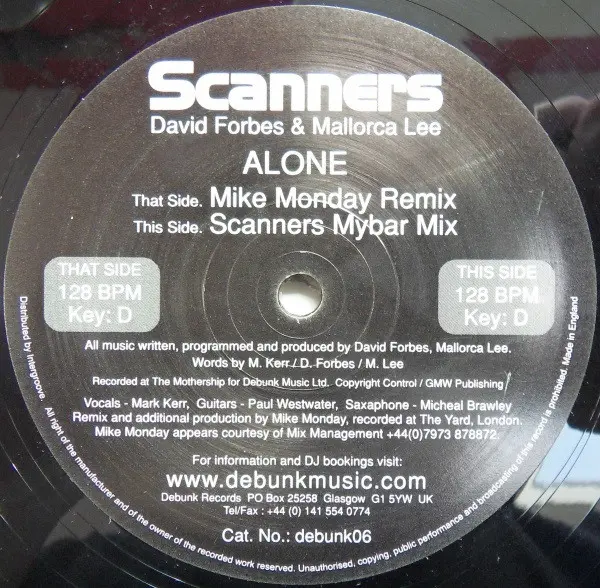 Scanners
David Forbes & Mallorca Lee
ALONE
That Side. Mike Monday Remix
This Side. Scanners Mybar Mix
THAT SIDE
128 BPM
Key: D
THIS SIDE
128 BPM
Key: D
All music written, programmed and produced by David Forbes, Mallorca Lee.
Words by M. Kerr / D. Forbes / M. Lee
Recorded at The Mothership for Debunk Music Ltd. Copyright Control / GMW Publishing
Vocals - Mark Kerr, Guitars - Paul Westwater, Saxaphone - Micheal Brawley
Remix and additional production by Mike Monday, recorded at The Yard, London.
Mike Monday appears courtesy of Mix Management +44(0)7973 878872.
For information and DJ bookings visit:
www.debunkmusic.com
Debunk Records PO Box 25258 Glasgow G1 5YW UK
Tel/Fax : +44 (0) 141 554 0774
Cat. No.: debunk06
Distributed by Intergroove. All right of the manufacturer and of the owner of the recorded work reserved. Unauthorised, copying, public performance and broadcasting of this record is prohibited. Made in England